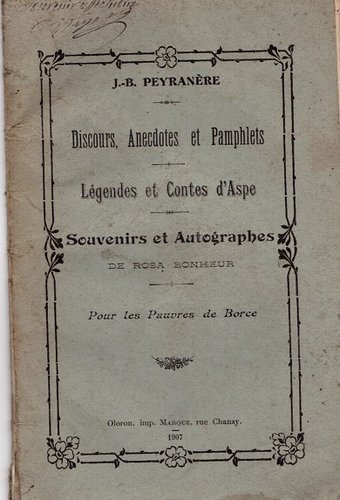 Souvenir
J.-B. PEYRANÈRE
Discours, Anecdotes et Pamphlets
Légendes et Contes d'Aspe
Souvenirs et Autographes
DE ROSA BONHEUR
Pour les Pauvres de Borce
Oloron, imp. MARQUE, rue Chanzy.
1907